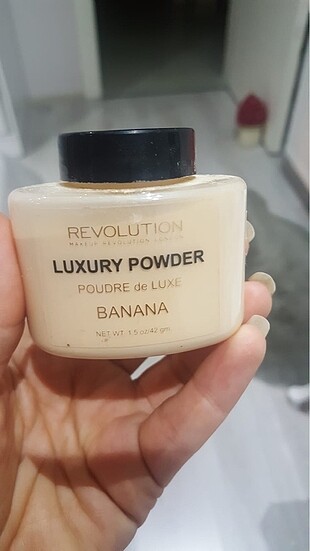 REVOLUTION
MAKEUP REVOLUTION LONDON
LUXURY POWDER
POUDRE de LUXE
BANANA
NET WT. 1.5 oz/42 gm